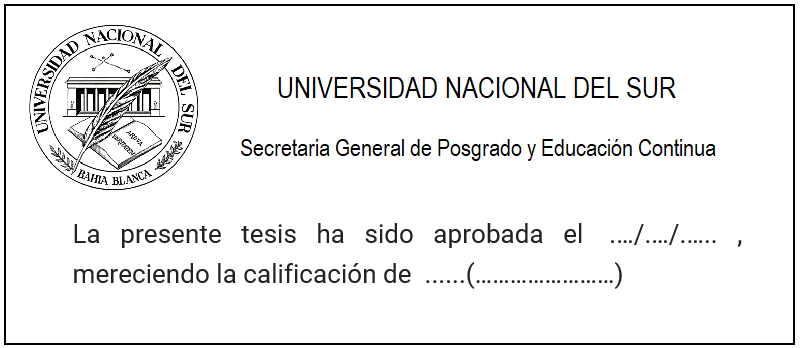 UNIVERSIDAD NACIONAL DEL SUR
BAHIA BLANCA
UNIVERSIDAD NACIONAL DEL SUR
Secretaría General de Posgrado y Educación Continua
La presente tesis ha sido aprobada el ..../..../...... ,
mereciendo la calificación de ......(........................)